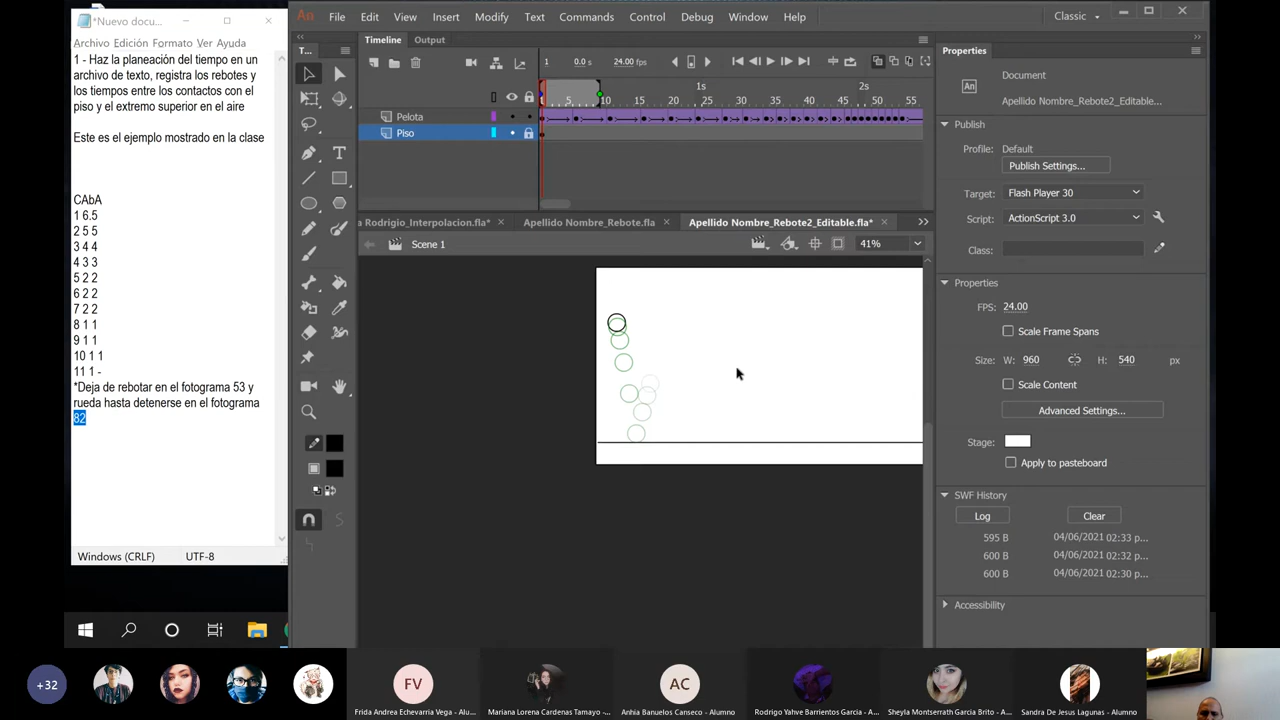 *Nuevo docu...
Archivo Edición Formato Ver Ayuda
1 - Haz la planeación del tiempo en un
archivo de texto, registra los rebotes y
los tiempos entre los contactos con el
piso y el extremo superior en el aire
Este es el ejemplo mostrado en la clase
CAbA
1 6.5
2 5 5
3 4 4
4 3 3
5 2 2
6 2 2
7 2 2
8 1 1
9 1 1
10 1 1
11 1 -
*Deja de rebotar en el fotograma 53 y
rueda hasta detenerse en el fotograma
82
Windows (CRLF) UTF-8
An File Edit View Insert Modify Text Commands Control Debug Window Help Classic
T...
Timeline Output
1 0.0 s 24.00 fps
1s 2s
5 10 15 20 25 30 35 40 45 50 55
Pelota
Piso
a Rodrigio_Interpolacion.fla* Apellido Nombre_Rebote.fla Apellido Nombre_Rebote2_Editable.fla*
Scene 1 41%
Properties
An Document
Apellido Nombre_Rebote2_Editable...
Publish
Profile: Default
Publish Settings...
Target: Flash Player 30
Script: ActionScript 3.0
Class:
Properties
FPS: 24.00
Scale Frame Spans
Size: W: 960 H: 540 px
Scale Content
Advanced Settings...
Stage:
Apply to pasteboard
SWF History
Log Clear
595 B 04/06/2021 02:33 p...
600 B 04/06/2021 02:32 p...
600 B 04/06/2021 02:30 p...
Accessibility
+32
FV
AC
Frida Andrea Echevarria Vega - Alu...
Mariana Lorena Cardenas Tamayo - ...
Anhia Banuelos Canseco - Alumno
Rodrigo Yahve Barrientos Garcia - A...
Sheyla Montserrath Garcia Brito - A...
Sandra De Jesus Lagunas - Alumno